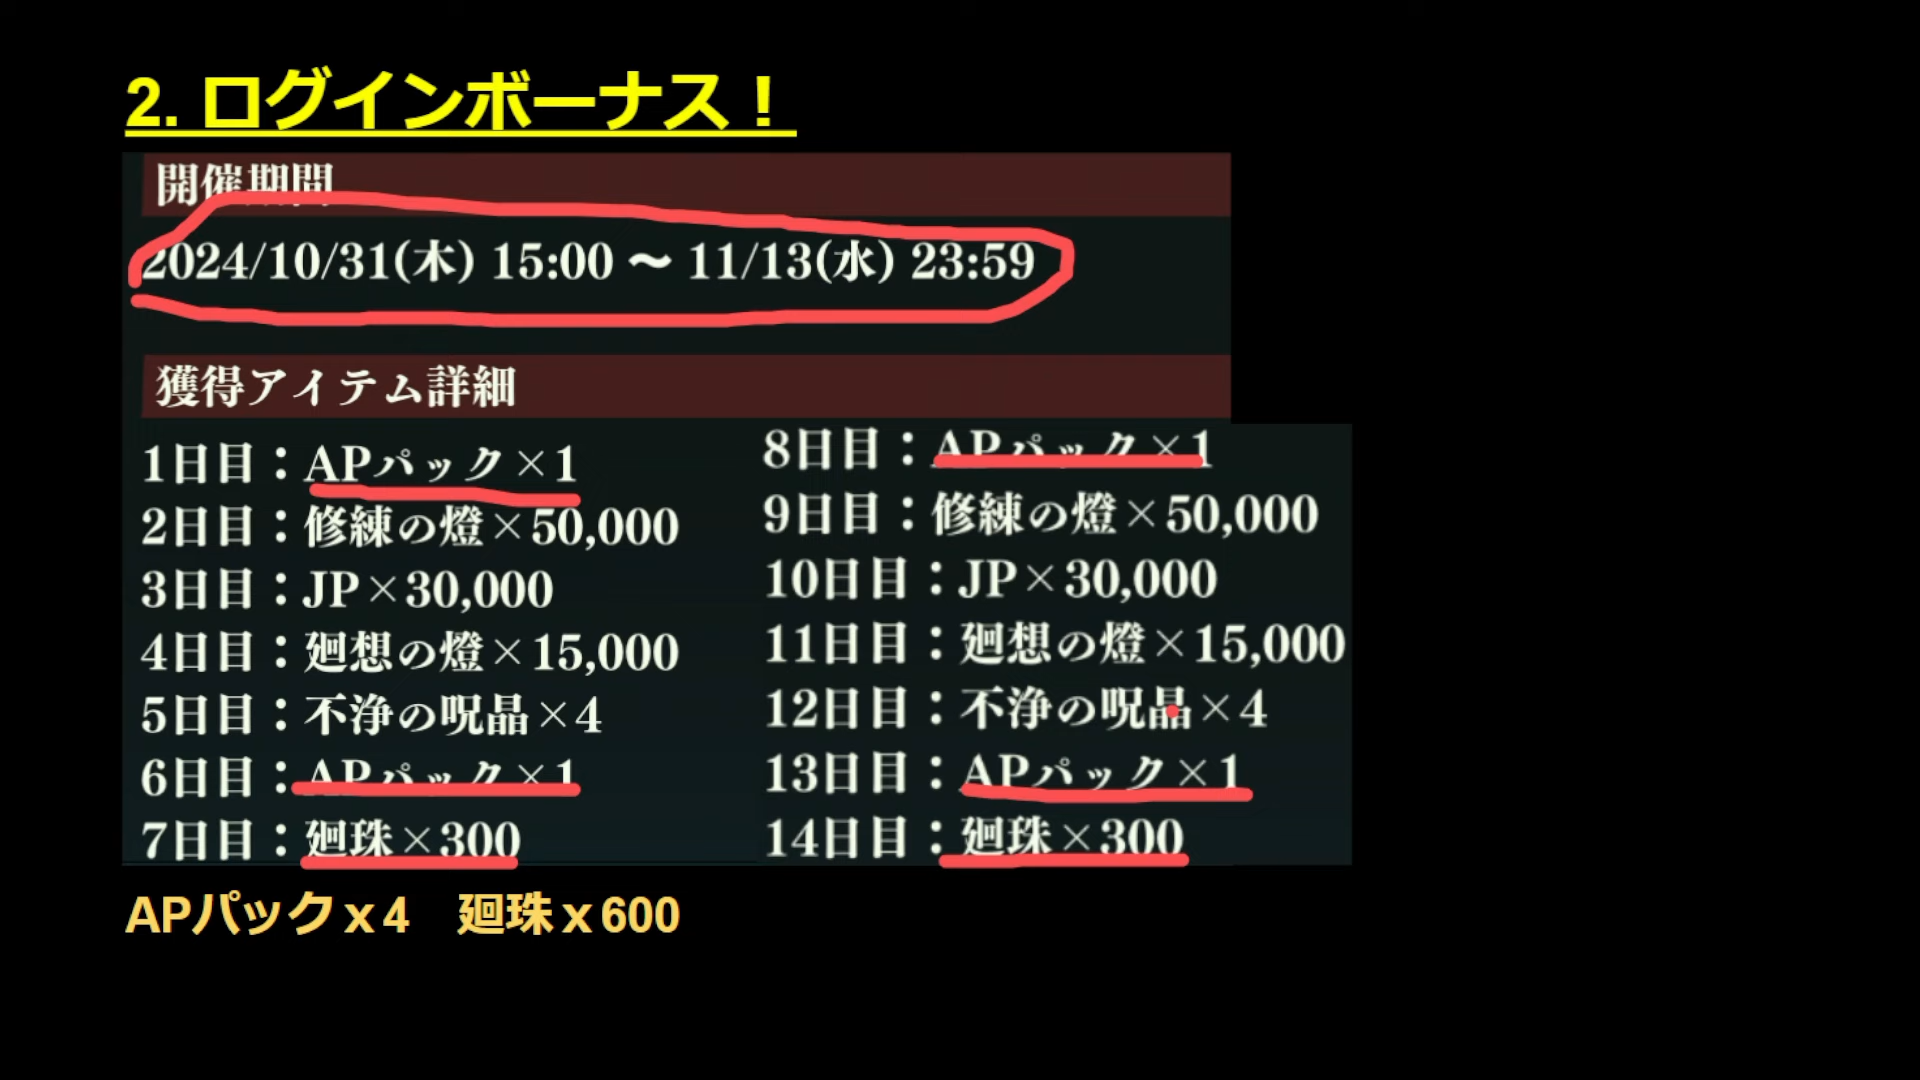 2. ログインボーナス！
開催期間
2024/10/31(木) 15:00 〜 11/13(水) 23:59
獲得アイテム詳細
1日目：APパック×1
2日目：修練の燈×50,000
3日目：JP×30,000
4日目：廻想の燈×15,000
5日目：不浄の呪晶×4
6日目：APパック×1
7日目：廻珠×300
8日目：APパック×1
9日目：修練の燈×50,000
10日目：JP×30,000
11日目：廻想の燈×15,000
12日目：不浄の呪晶×4
13日目：APパック×1
14日目：廻珠×300
APパックｘ4　廻珠ｘ600